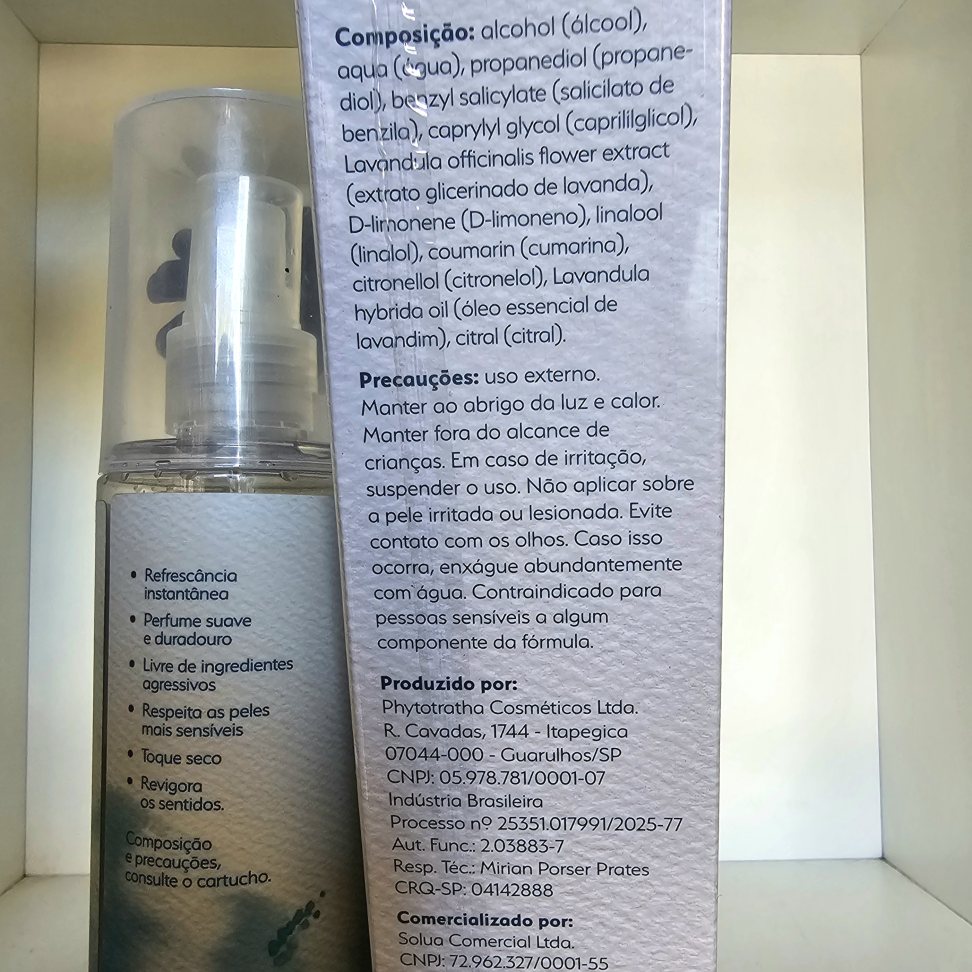 Composição: alcohol (álcool),
aqua (água), propanediol (propane-
diol), benzyl salicylate (salicilato de
benzila), caprylyl glycol (caprililglicol),
Lavandula officinalis flower extract
(extrato glicerinado de lavanda),
D-limonene (D-limoneno), linalool
(linalol), coumarin (cumarina),
citronellol (citronelol), Lavandula
hybrida oil (óleo essencial de
lavandim), citral (citral).
Precauções: uso externo.
Manter ao abrigo da luz e calor.
Manter fora do alcance de
crianças. Em caso de irritação,
suspender o uso. Não aplicar sobre
a pele irritada ou lesionada. Evite
contato com os olhos. Caso isso
ocorra, enxágue abundantemente
com água. Contraindicado para
pessoas sensíveis a algum
componente da fórmula.
Produzido por:
Phytotratha Cosméticos Ltda.
R. Cavadas, 1744 - Itapegica
07044-000 - Guarulhos/SP
CNPJ: 05.978.781/0001-07
Indústria Brasileira
Processo nº 25351.017991/2025-77
Aut. Func.: 2.03883-7
Resp. Téc.: Mirian Porser Prates
CRQ-SP: 04142888
Comercializado por:
Solua Comercial Ltda.
CNPJ: 72.962.327/0001-55
• Refrescância
instantânea
• Perfume suave
e duradouro
• Livre de ingredientes
agressivos
• Respeita as peles
mais sensíveis
• Toque seco
• Revigora
os sentidos.
Composição
e precauções,
consulte o cartucho.